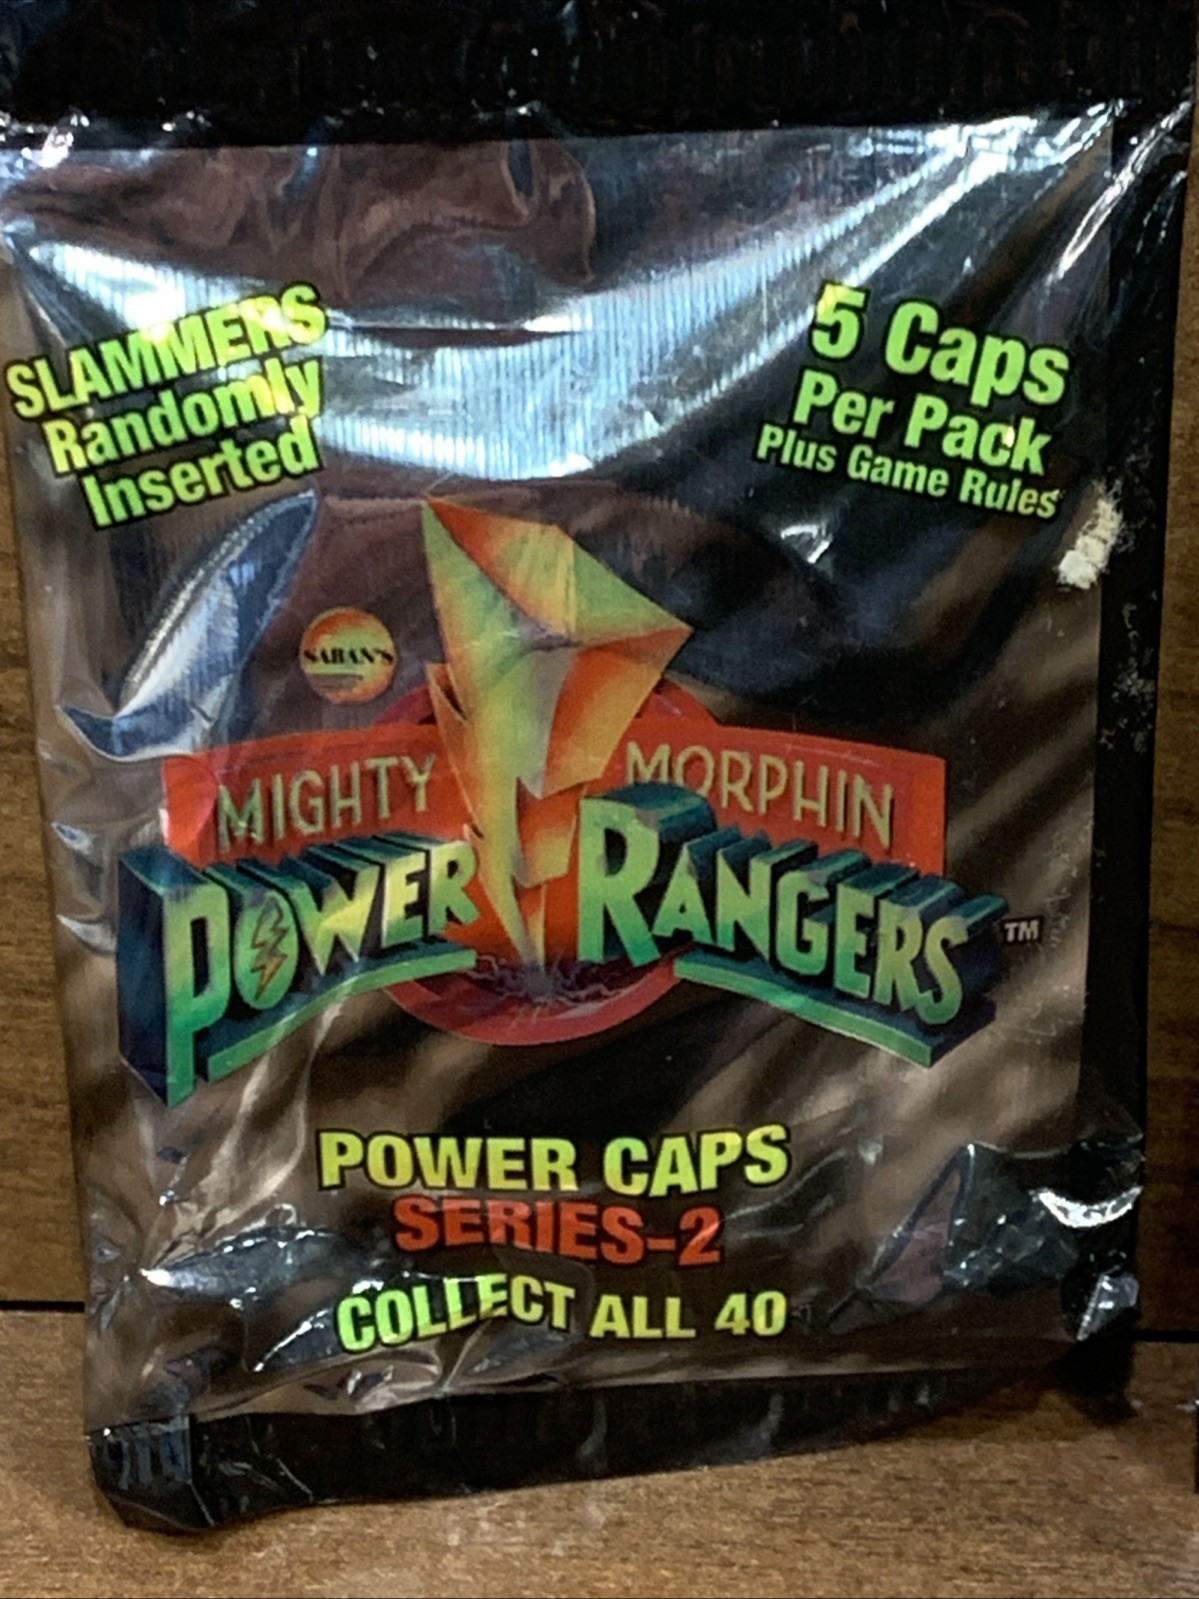 SLAMMERS
Randomly
Inserted
5 Caps
Per Pack
Plus Game Rules
SABAN'S
MIGHTY MORPHIN
POWER RANGERS TM
POWER CAPS
SERIES-2
COLLECT ALL 40